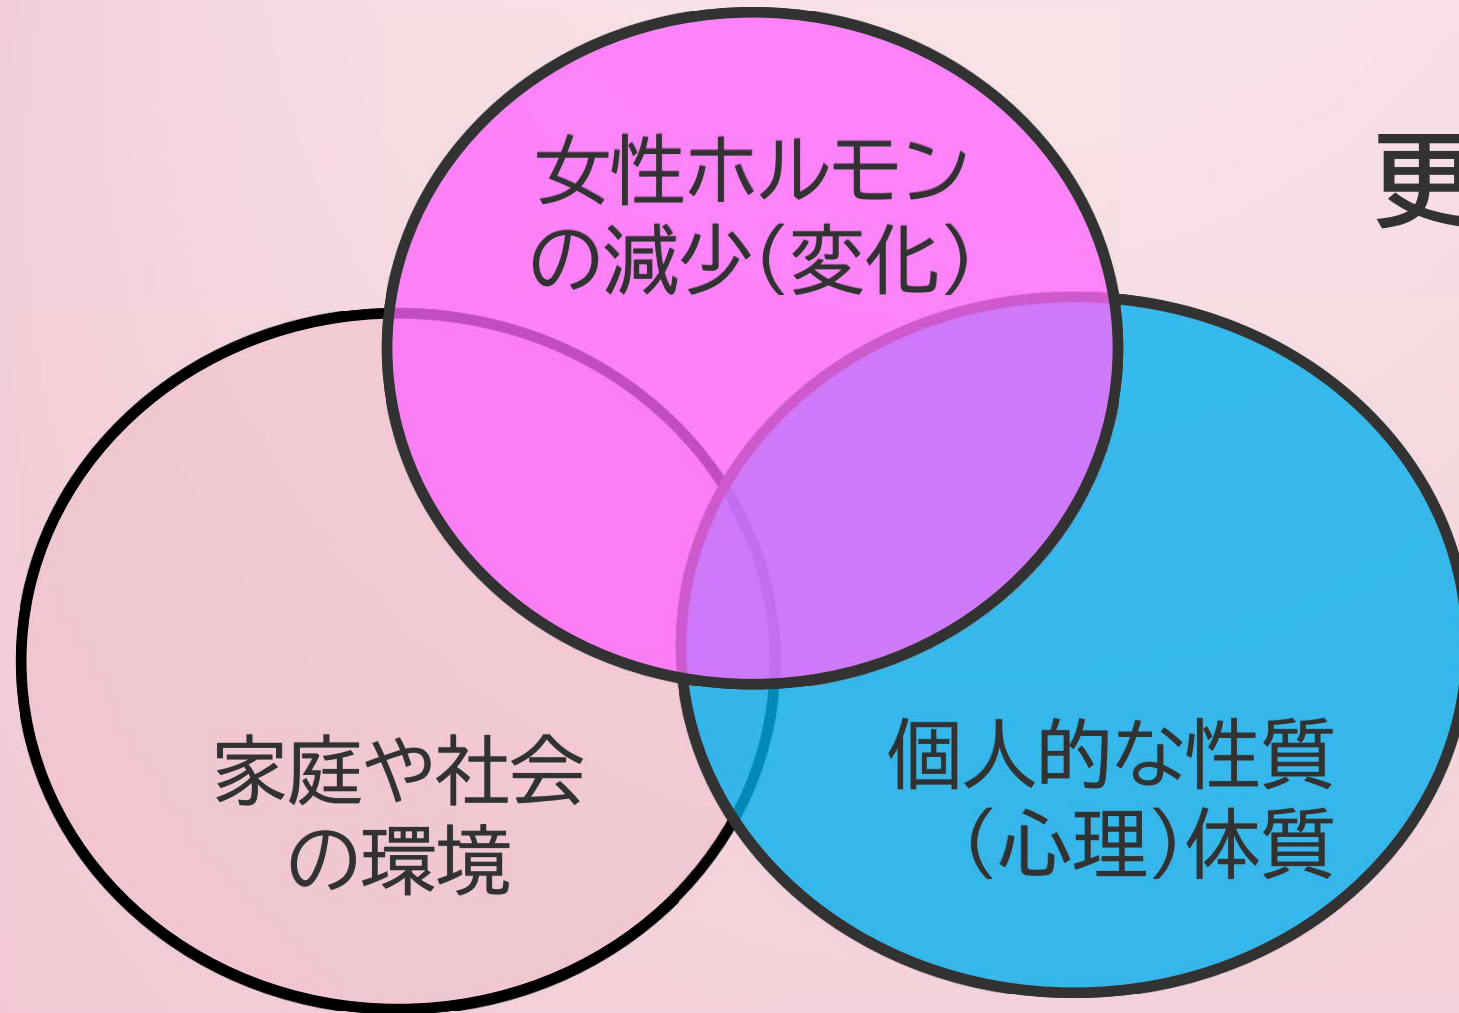 女性ホルモン
の減少(変化)
更
家庭や社会
の環境
個人的な性質
(心理)体質